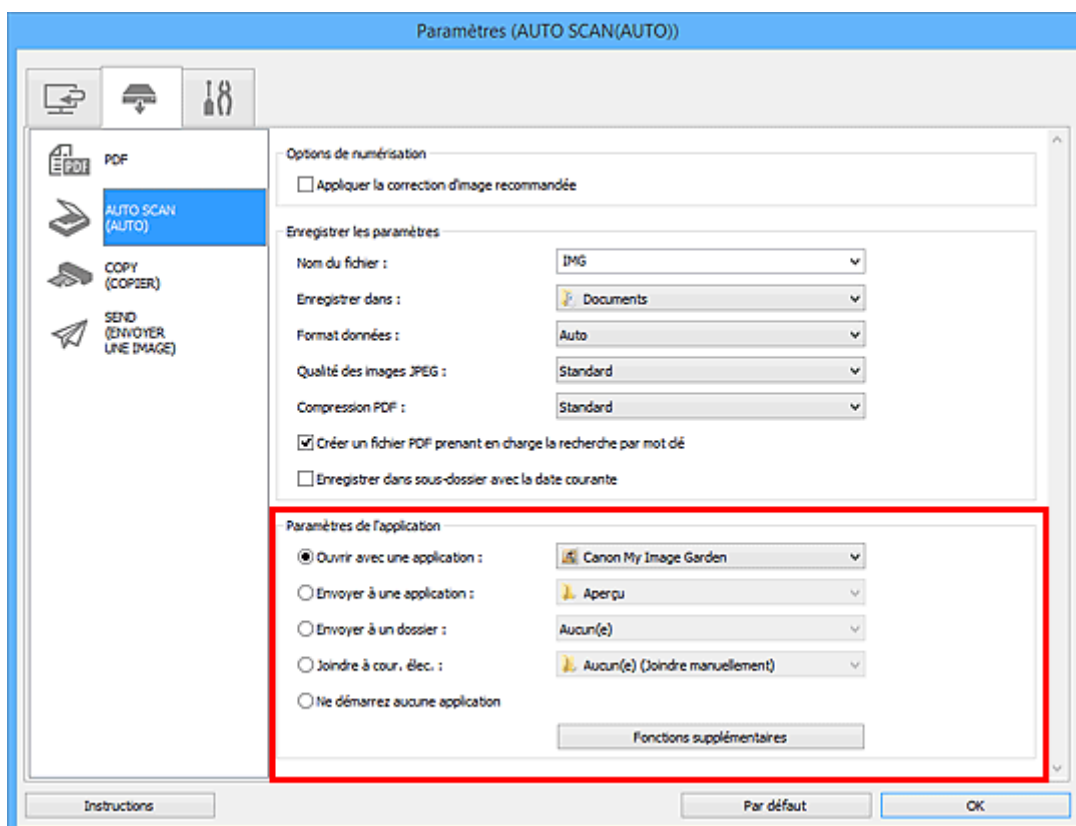 Paramètres (AUTO SCAN(AUTO))
PDF
PDF
AUTO SCAN
(AUTO)
COPY
(COPIER)
SEND
(ENVOYER
UNE IMAGE)
Options de numérisation
Appliquer la correction d'image recommandée
Enregistrer les paramètres
Nom du fichier : IMG
Enregistrer dans : Documents
Format données : Auto
Qualité des images JPEG : Standard
Compression PDF : Standard
Créer un fichier PDF prenant en charge la recherche par mot clé
Enregistrer dans sous-dossier avec la date courante
Paramètres de l'application
Ouvrir avec une application : Canon My Image Garden
Envoyer à une application : Aperçu
Envoyer à un dossier : Aucun(e)
Joindre à cour. élec. : Aucun(e) (Joindre manuellement)
Ne démarrez aucune application
Fonctions supplémentaires
Instructions
Par défaut
OK